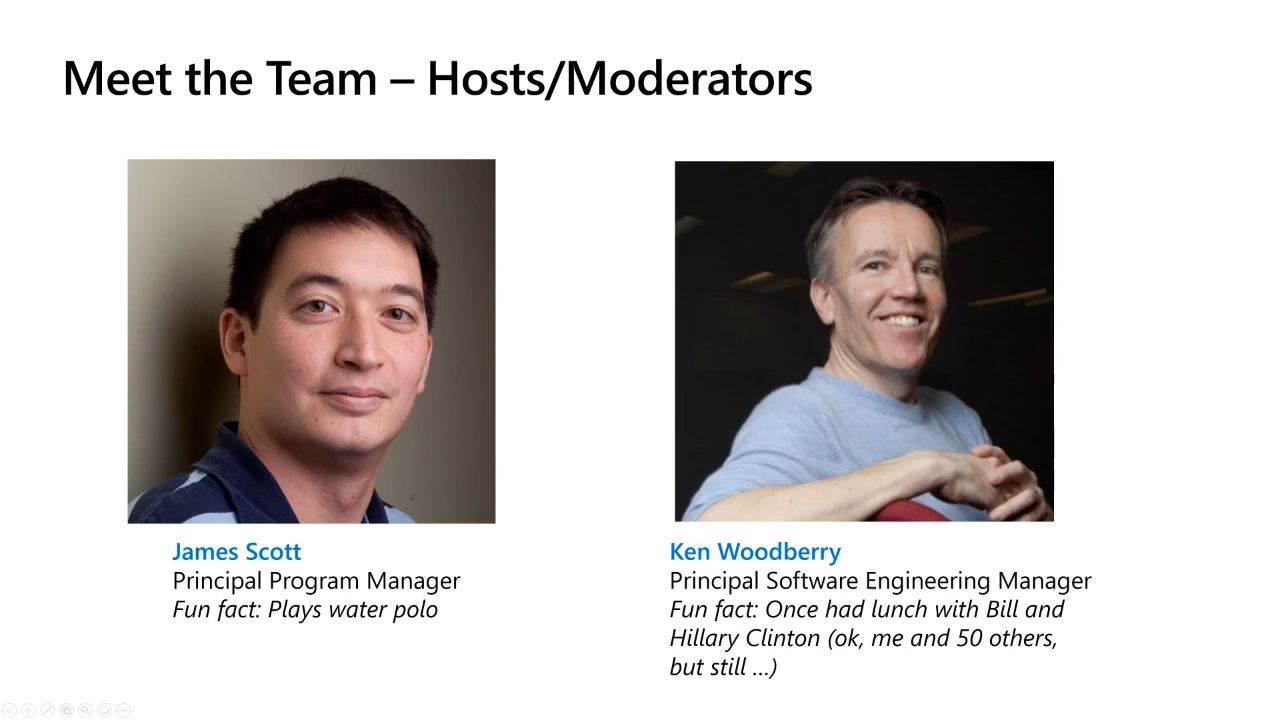 Meet the Team – Hosts/Moderators
James Scott
Principal Program Manager
Fun fact: Plays water polo
Ken Woodberry
Principal Software Engineering Manager
Fun fact: Once had lunch with Bill and
Hillary Clinton (ok, me and 50 others,
but still ...)